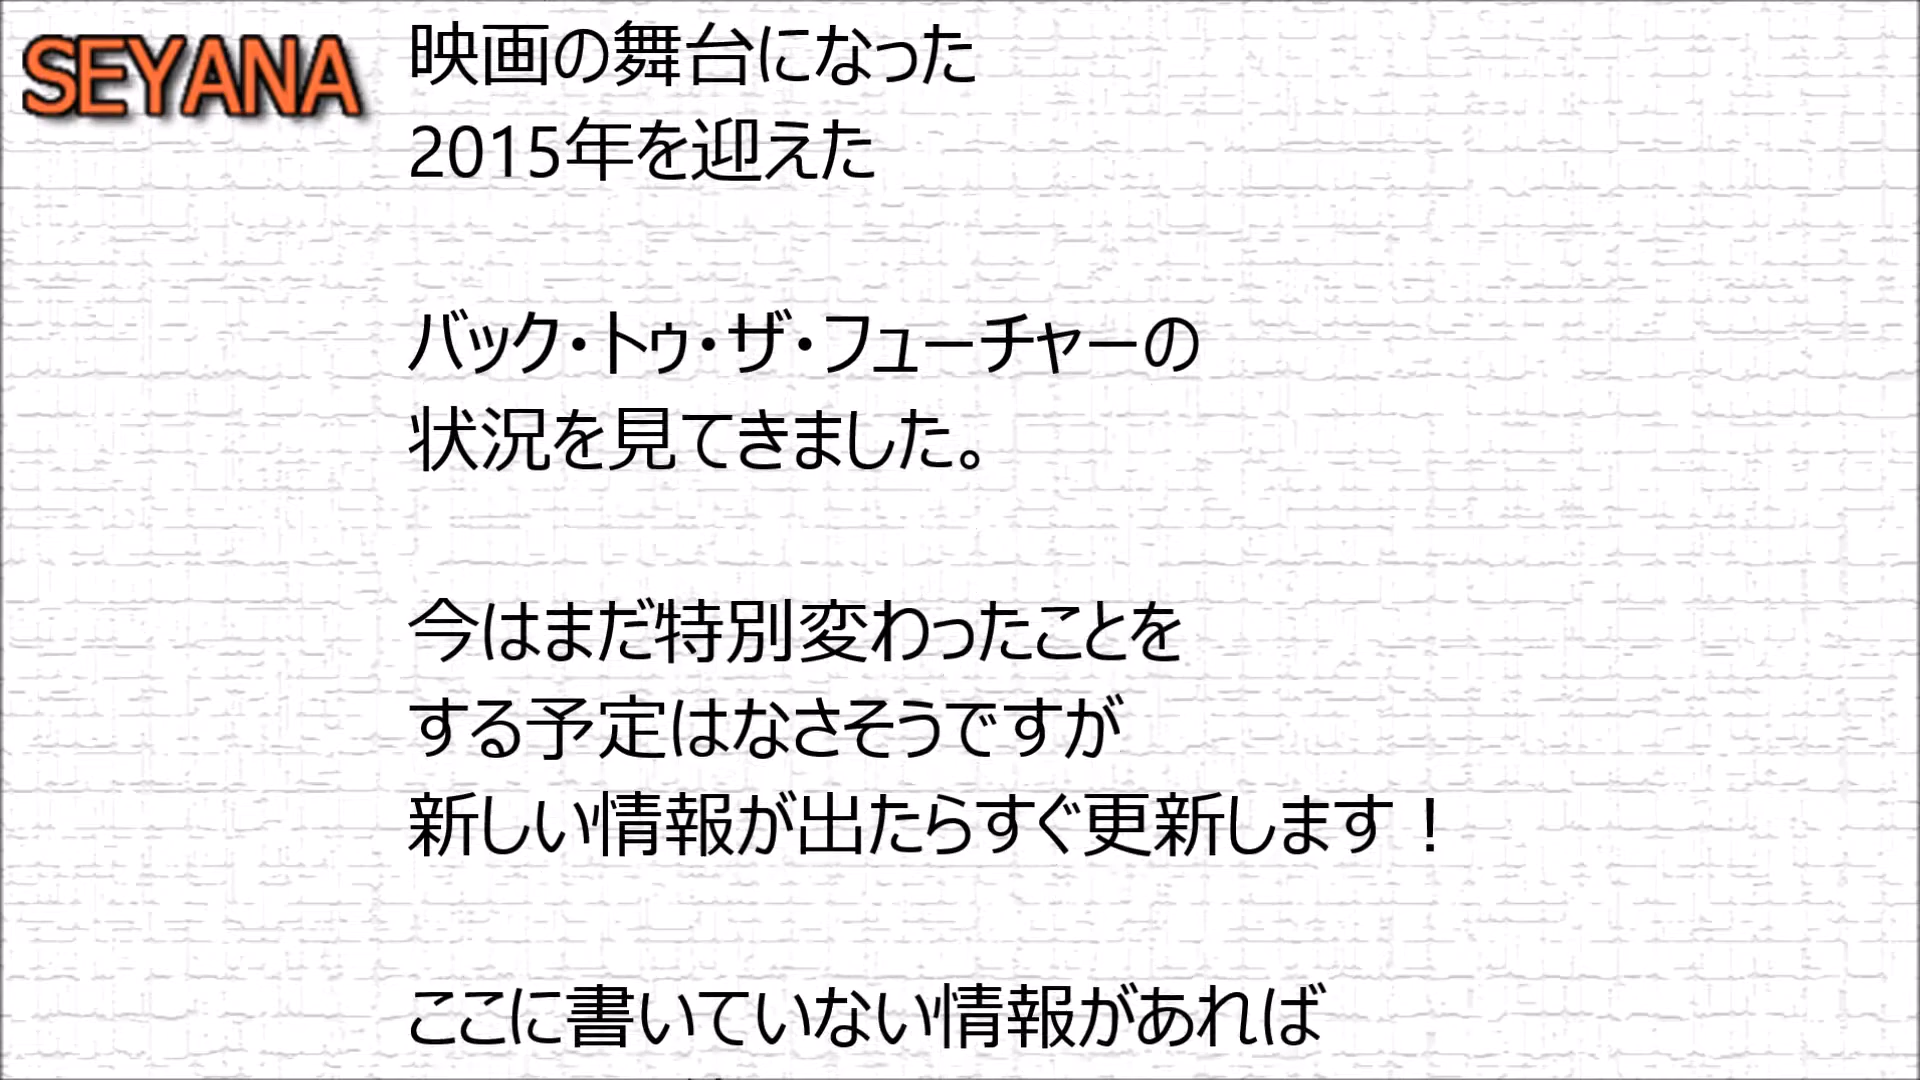 SEYANA
映画の舞台になった
2015年を迎えた
バック・トゥ・ザ・フューチャーの
状況を見てきました。
今はまだ特別変わったことを
する予定はなさそうですが
新しい情報が出たらすぐ更新します！
ここに書いていない情報があれば